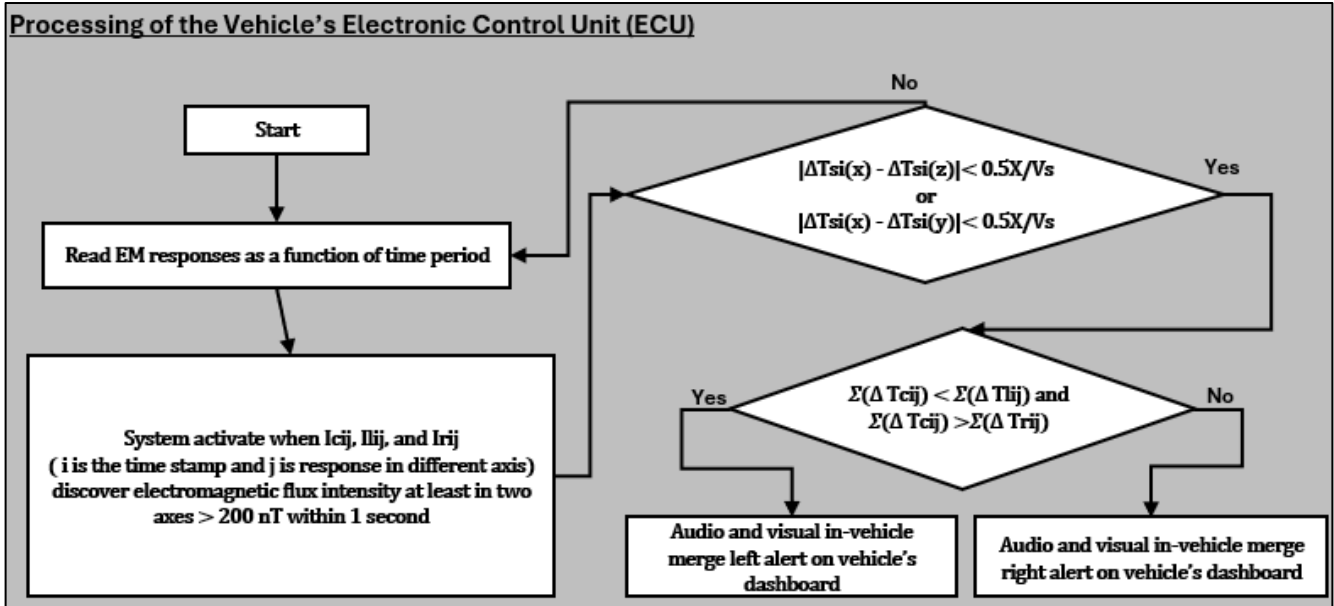 Processing of the Vehicle's Electronic Control Unit (ECU)
Start
Read EM responses as a function of time period
System activate when Icij, Ilij, and Irij
( i is the time stamp and j is response in different axis)
discover electromagnetic flux intensity at least in two
axes > 200 nT within 1 second
No
|ΔTsi(x) - ΔTsi(z)|< 0.5X/Vs
or
|ΔTsi(x) - ΔTsi(y)|< 0.5X/Vs
Yes
Σ(Δ Tcij) < Σ(Δ Tlij) and
Σ(Δ Tcij) >Σ(Δ Trij)
Yes
No
Audio and visual in-vehicle
merge left alert on vehicle's
dashboard
Audio and visual in-vehicle merge
right alert on vehicle's dashboard